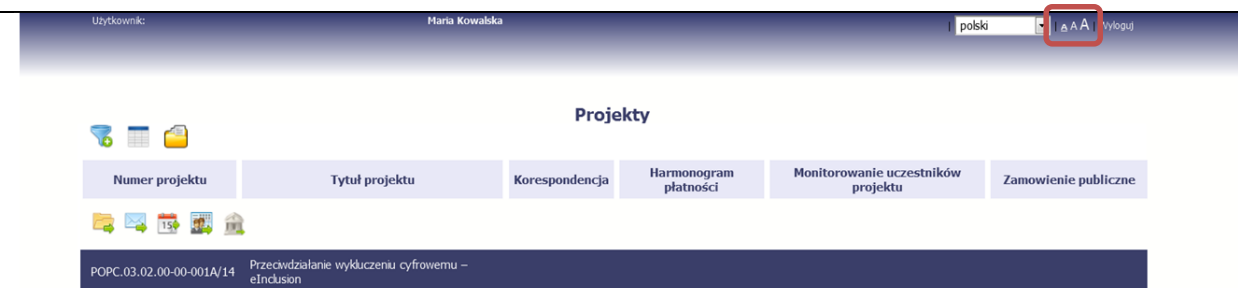 Użytkownik: Maria Kowalska | polski | A A A | Wyloguj
Projekty
Numer projektu Tytuł projektu Korespondencja Harmonogram płatności Monitorowanie uczestników projektu Zamowienie publiczne
15
POPC.03.02.00-00-001A/14 Przeciwdziałanie wykluczeniu cyfrowemu –
eInclusion